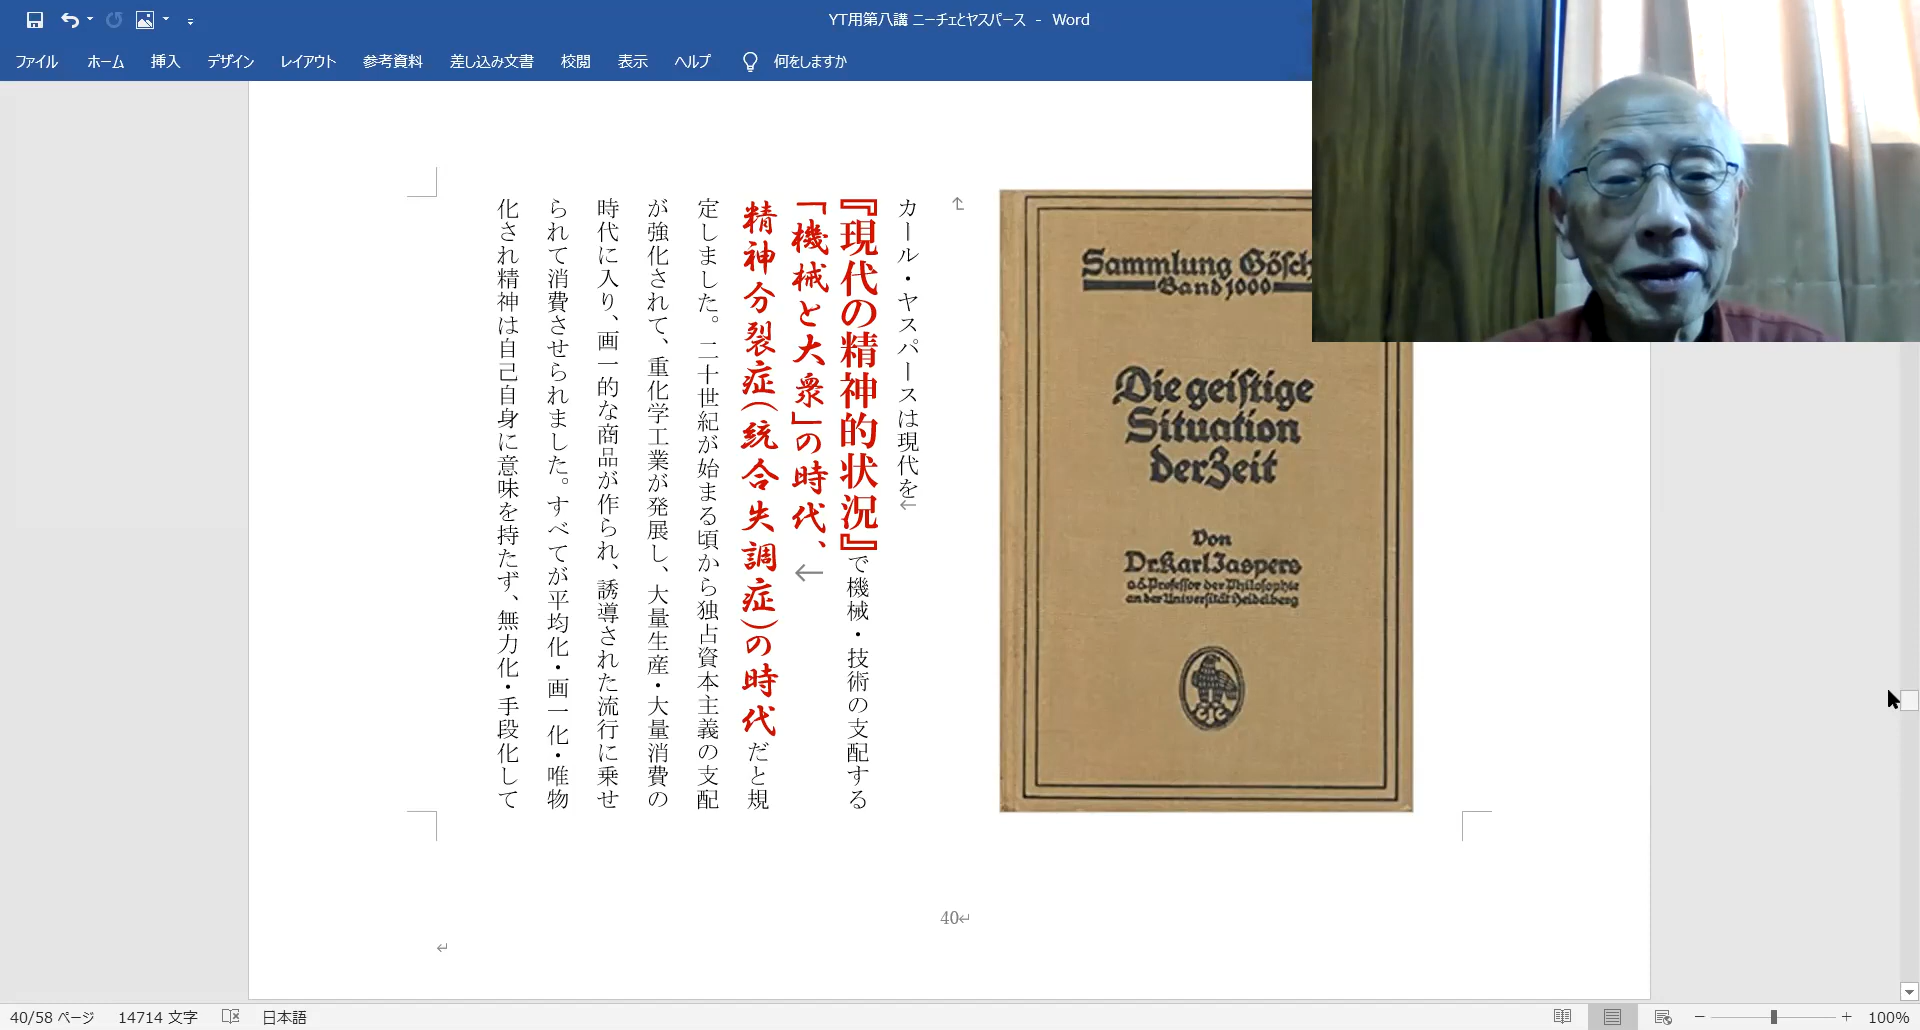 YT用第八講 ニーチェとヤスパース - Word
ファイル ホーム 挿入 デザイン レイアウト 参考資料 差し込み文書 校閲 表示 ヘルプ 何をしますか
Sammlung Gösch
Band 1000
Die geistige
Situation
der Zeit
Von
Dr. Karl Jaspers
o.ö. Professor der Philosophie
an der Universität Heidelberg
カール・ヤスパースは現代を
『現代の精神的状況』で機械・技術の支配する
「機械と大衆」の時代、
精神分裂症(統合失調症)の時代だと規
定しました。二十世紀が始まる頃から独占資本主義の支配
が強化されて、重化学工業が発展し、大量生産・大量消費の
時代に入り、画一的な商品が作られ、誘導された流行に乗せ
られて消費させられました。すべてが平均化・画一化・唯物
化され精神は自己自身に意味を持たず、無力化・手段化して
40
40/58 ページ 14714 文字 日本語 100%